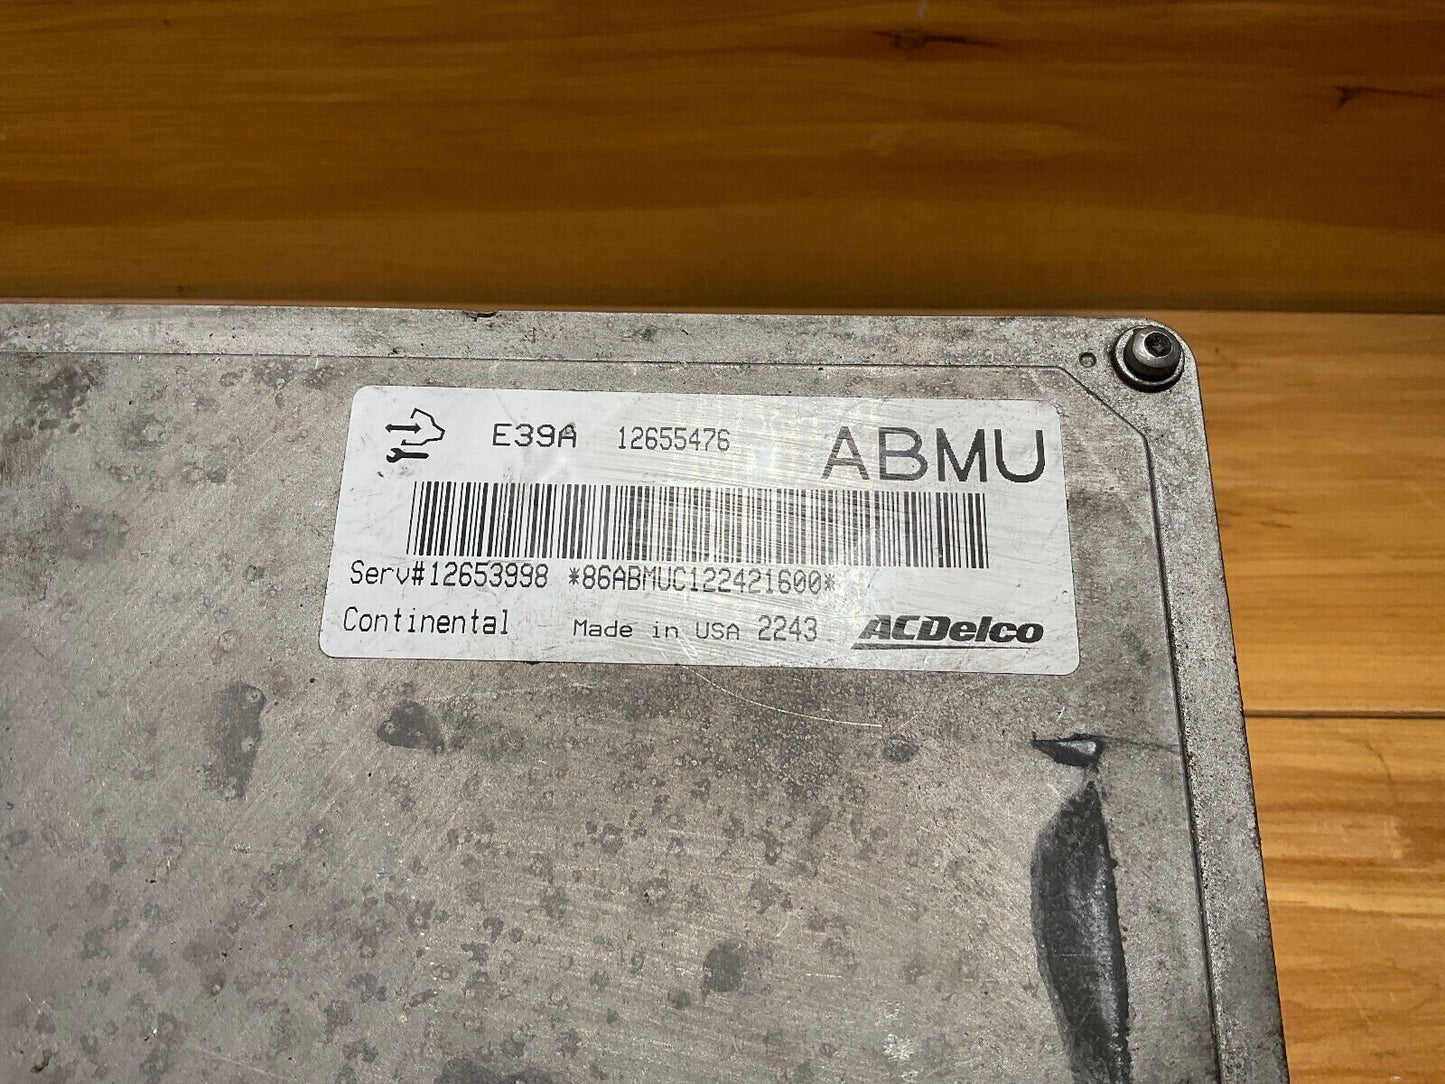 E39A 12655476 ABMU
Serv#12653998 *86ABMUC122421600*
Continental Made in USA 2243 ACDelco